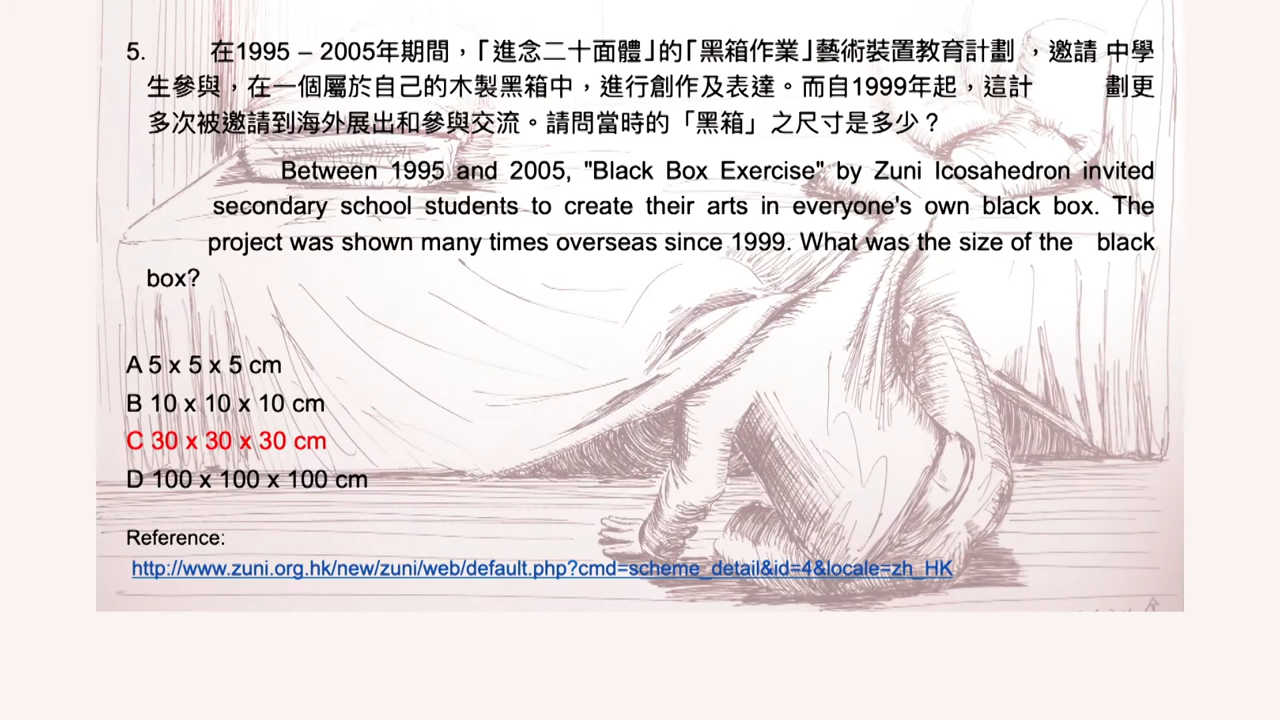 5. 在1995 – 2005年期間，「進念二十面體」的「黑箱作業」藝術裝置教育計劃 ，邀請 中學
生參與，在一個屬於自己的木製黑箱中，進行創作及表達。而自1999年起，這計 劃更
多次被邀請到海外展出和參與交流。請問當時的「黑箱」之尺寸是多少？
Between 1995 and 2005, "Black Box Exercise" by Zuni Icosahedron invited
secondary school students to create their arts in everyone's own black box. The
project was shown many times overseas since 1999. What was the size of the black
box?
A 5 x 5 x 5 cm
B 10 x 10 x 10 cm
C 30 x 30 x 30 cm
D 100 x 100 x 100 cm
Reference:
http://www.zuni.org.hk/new/zuni/web/default.php?cmd=scheme_detail&id=4&locale=zh_HK